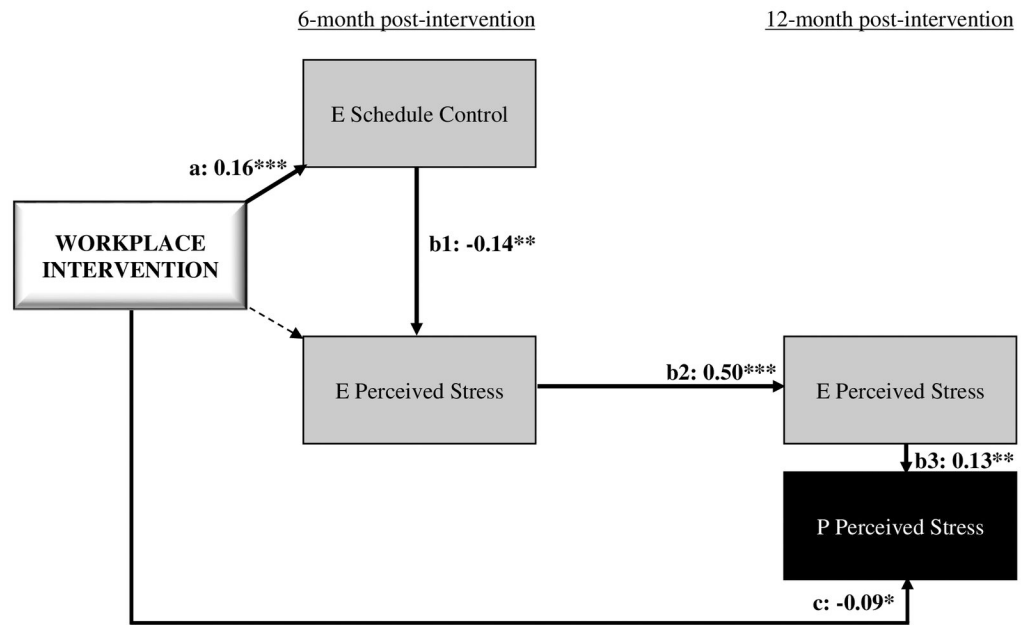 6-month post-intervention
12-month post-intervention
E Schedule Control
a: 0.16***
WORKPLACE
INTERVENTION
b1: -0.14**
E Perceived Stress
b2: 0.50***
E Perceived Stress
b3: 0.13**
P Perceived Stress
c: -0.09*